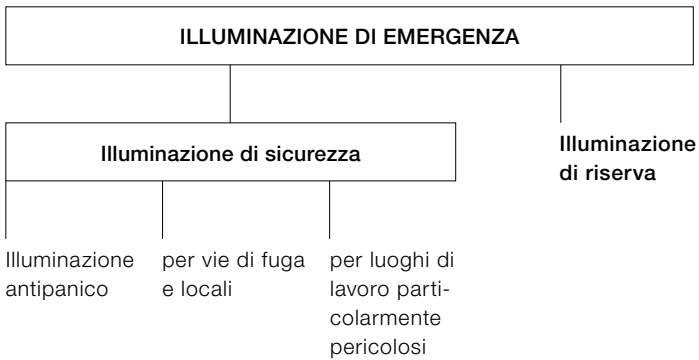 ILLUMINAZIONE DI EMERGENZA
Illuminazione di sicurezza
Illuminazione
di riserva
Illuminazione
antipanico
per vie di fuga
e locali
per luoghi di
lavoro parti-
colarmente
pericolosi